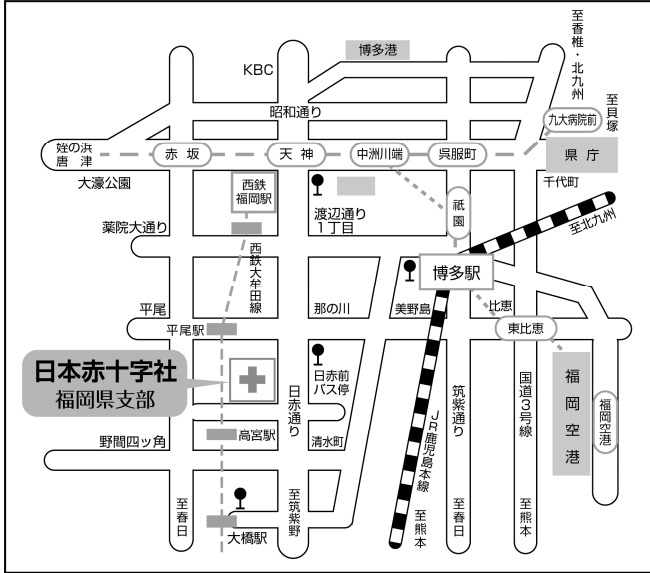 博多港
KBC
至香椎・北九州
昭和通り
至貝塚
九大病院前
姪の浜
唐津
赤坂
天神
中洲川端
呉服町
県庁
大濠公園
西鉄
福岡駅
千代町
祇園
渡辺通り
1丁目
薬院大通り
至北九州
西鉄大牟田線
博多駅
平尾
那の川
美野島
比恵
平尾駅
東比恵
日本赤十字社
福岡県支部
日赤前
バス停
福岡空港
福岡空港
日赤通り
筑紫通り
国道3号線
JR鹿児島本線
野間四ッ角
高宮駅
清水町
至春日
至筑紫野
至熊本
至春日
至熊本
大橋駅